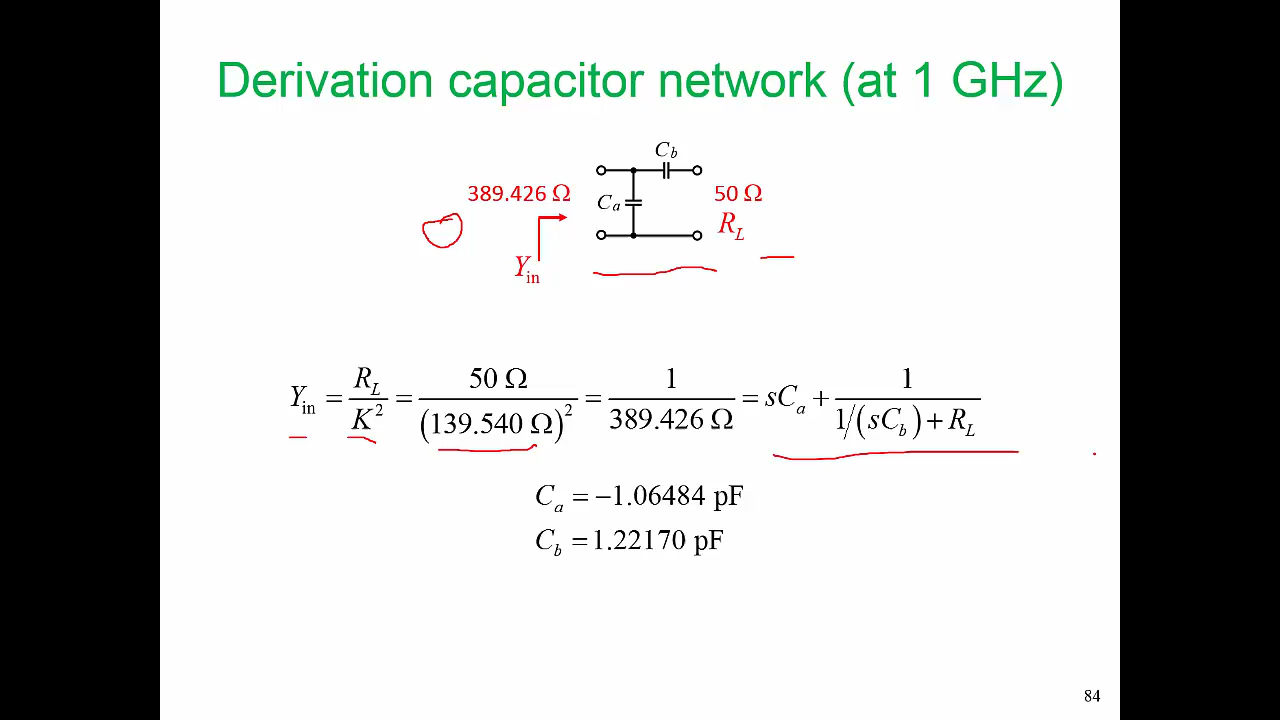 Derivation capacitor network (at 1 GHz)
C_b
389.426 Ω
C_a
50 Ω
R_L
Y_in
Y_in = R_L / K^2 = 50 Ω / (139.540 Ω)^2 = 1 / 389.426 Ω = sC_a + 1 / (1/(sC_b) + R_L)
C_a = −1.06484 pF
C_b = 1.22170 pF
84